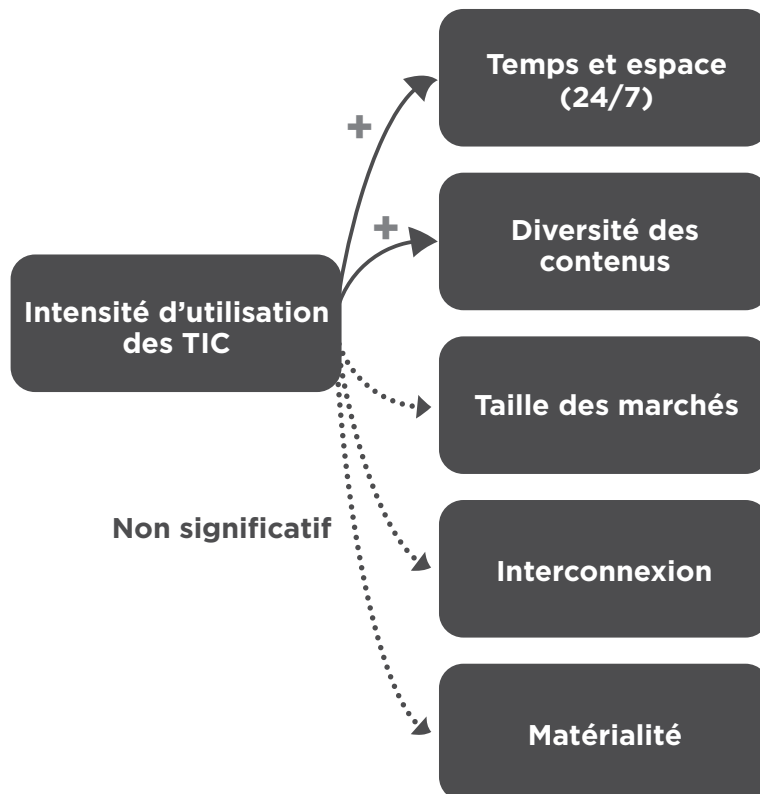 Temps et espace
(24/7)
+
+
Diversité des
contenus
Intensité d’utilisation
des TIC
Taille des marchés
Non significatif
Interconnexion
Matérialité